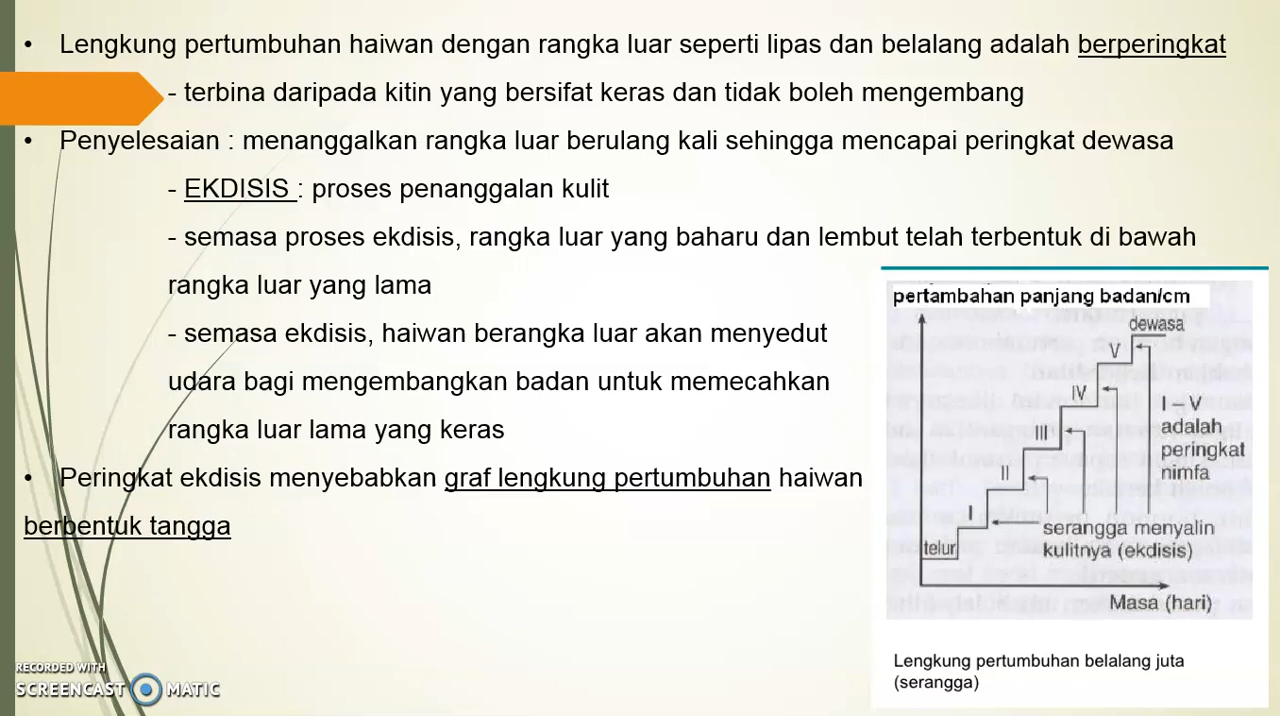 • Lengkung pertumbuhan haiwan dengan rangka luar seperti lipas dan belalang adalah berperingkat
- terbina daripada kitin yang bersifat keras dan tidak boleh mengembang
• Penyelesaian : menanggalkan rangka luar berulang kali sehingga mencapai peringkat dewasa
- EKDISIS : proses penanggalan kulit
- semasa proses ekdisis, rangka luar yang baharu dan lembut telah terbentuk di bawah
rangka luar yang lama
- semasa ekdisis, haiwan berangka luar akan menyedut
udara bagi mengembangkan badan untuk memecahkan
rangka luar lama yang keras
• Peringkat ekdisis menyebabkan graf lengkung pertumbuhan haiwan
berbentuk tangga
pertambahan panjang badan/cm
dewasa
V
IV
III
II
I
telur
I – V
adalah
peringkat
nimfa
serangga menyalin
kulitnya (ekdisis)
Masa (hari)
Lengkung pertumbuhan belalang juta
(serangga)
RECORDED WITH
SCREENCAST MATIC